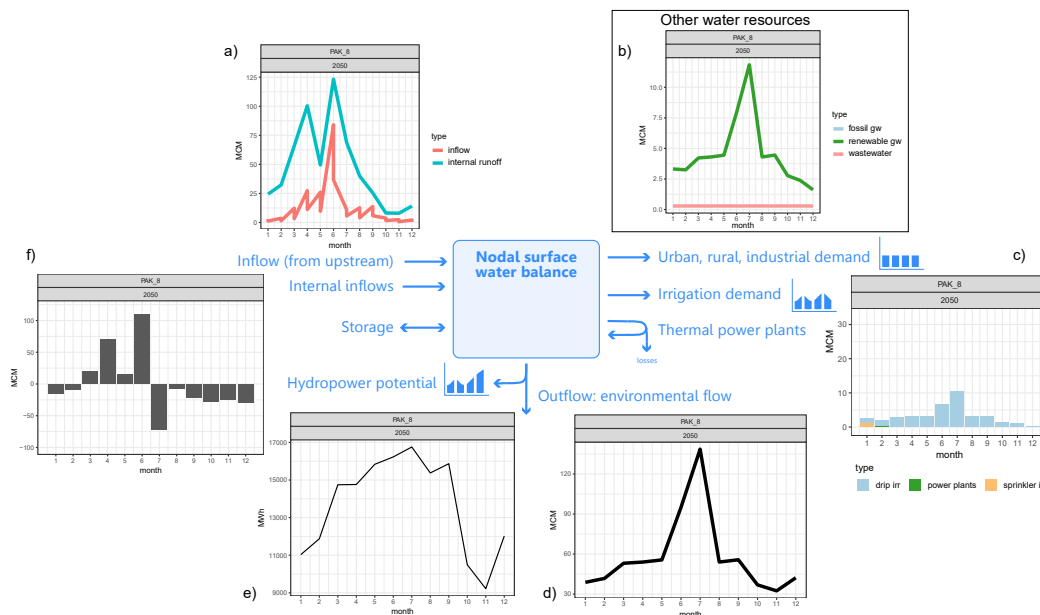 Other water resources
a)
PAK_8
2050
125
100
75
50
25
0
MCM
1 2 3 4 5 6 7 8 9 10 11 12
month
type
inflow
internal runoff
b)
PAK_8
2050
10.0
7.5
5.0
2.5
0.0
MCM
1 2 3 4 5 6 7 8 9 10 11 12
month
type
fossil gw
renewable gw
wastewater
Nodal surface
water balance
Inflow (from upstream)
Internal inflows
Storage
Hydropower potential
Urban, rural, industrial demand
Irrigation demand
Thermal power plants
losses
Outflow: environmental flow
f)
PAK_8
2050
100
50
0
−50
−100
MCM
1 2 3 4 5 6 7 8 9 10 11 12
month
c)
PAK_8
2050
30
20
10
0
MCM
1 2 3 4 5 6 7 8 9 10 11 12
month
type
drip irr
power plants
sprinkler i
e)
PAK_8
2050
17000
15000
13000
11000
9000
MWh
1 2 3 4 5 6 7 8 9 10 11 12
month
d)
PAK_8
2050
120
90
60
30
MCM
1 2 3 4 5 6 7 8 9 10 11 12
month